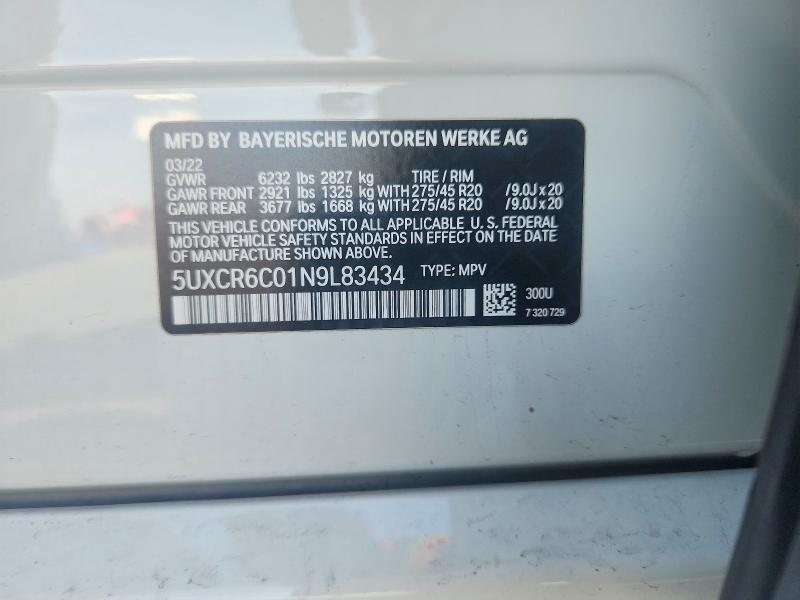 MFD BY BAYERISCHE MOTOREN WERKE AG
03/22
GVWR 6232 lbs 2827 kg TIRE / RIM
GAWR FRONT 2921 lbs 1325 kg WITH 275/45 R20 /9.0J x 20
GAWR REAR 3677 lbs 1668 kg WITH 275/45 R20 /9.0J x 20
THIS VEHICLE CONFORMS TO ALL APPLICABLE U. S. FEDERAL
MOTOR VEHICLE SAFETY STANDARDS IN EFFECT ON THE DATE
OF MANUFACTURE SHOWN ABOVE.
5UXCR6C01N9L83434 TYPE: MPV
300U
7 320 729